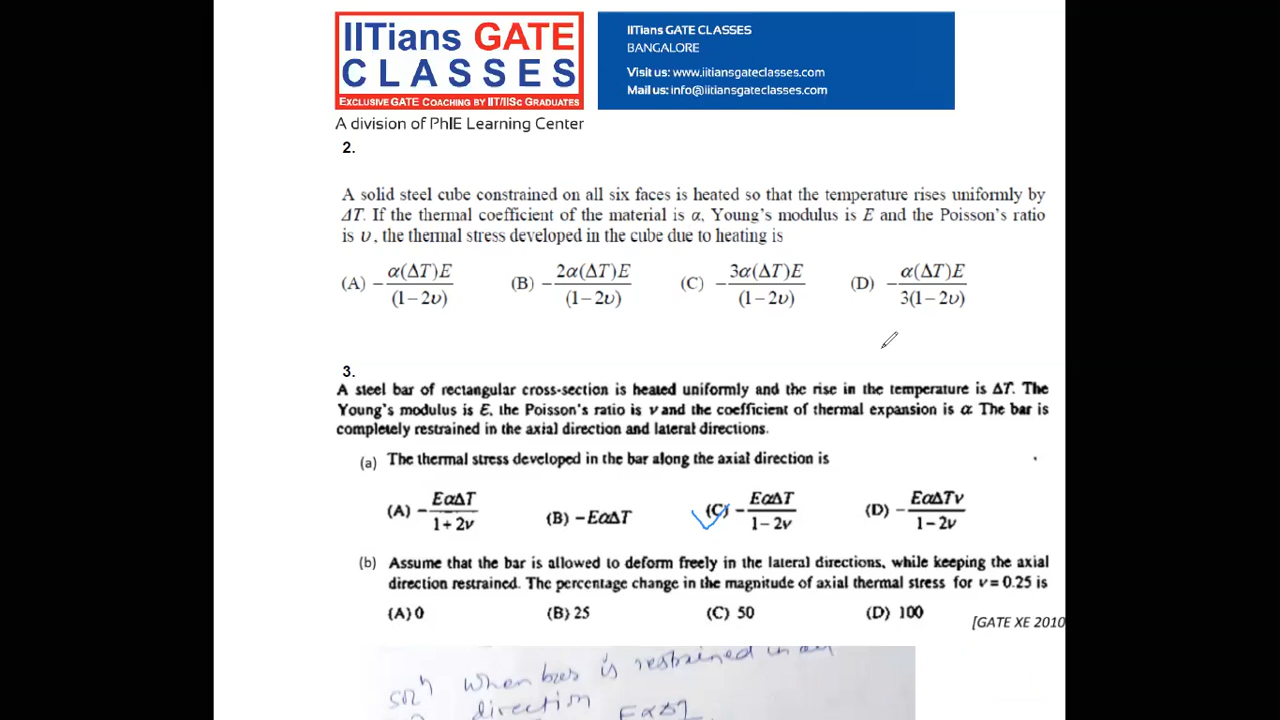 IITians GATE
CLASSES
EXCLUSIVE GATE COACHING BY IIT/IISc GRADUATES
A division of PhIE Learning Center
IITians GATE CLASSES
BANGALORE
Visit us: www.iitiansgateclasses.com
Mail us: info@iitiansgateclasses.com
2.
A solid steel cube constrained on all six faces is heated so that the temperature rises uniformly by
ΔT. If the thermal coefficient of the material is α, Young's modulus is E and the Poisson's ratio
is υ, the thermal stress developed in the cube due to heating is
(A) -α(ΔT)E/(1-2υ) (B) -2α(ΔT)E/(1-2υ) (C) -3α(ΔT)E/(1-2υ) (D) -α(ΔT)E/3(1-2υ)
3.
A steel bar of rectangular cross-section is heated uniformly and the rise in the temperature is ΔT. The
Young's modulus is E, the Poisson's ratio is ν and the coefficient of thermal expansion is α. The bar is
completely restrained in the axial direction and lateral directions.
(a) The thermal stress developed in the bar along the axial direction is
(A) -EαΔT/1+2ν (B) -EαΔT (C) -EαΔT/1-2ν (D) -EαΔTν/1-2ν
(b) Assume that the bar is allowed to deform freely in the lateral directions, while keeping the axial
direction restrained. The percentage change in the magnitude of axial thermal stress for ν = 0.25 is
(A) 0 (B) 25 (C) 50 (D) 100
[GATE XE 2010
Solⁿ When bar is restrained in all
direction EαΔT